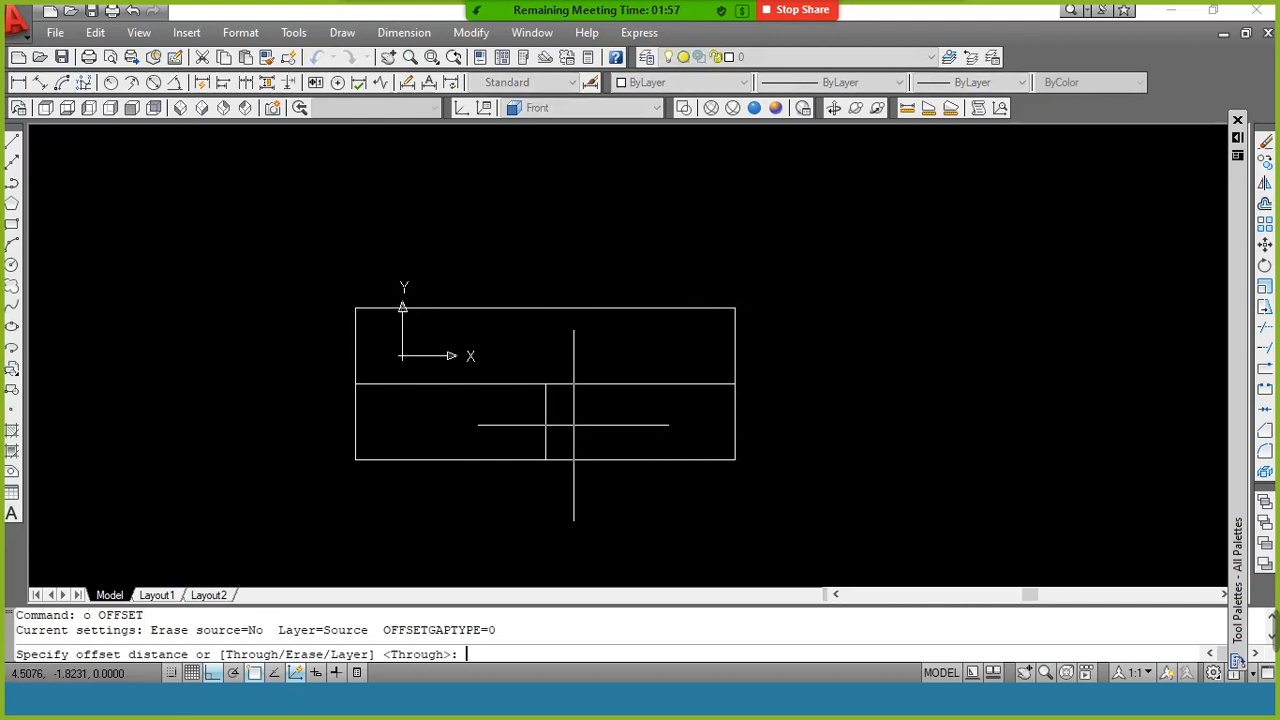 Remaining Meeting Time: 01:57
Stop Share
File Edit View Insert Format Tools Draw Dimension Modify Window Help Express
0
Standard ByLayer ByLayer ByLayer ByColor
Front
Y
X
Tool Palettes - All Palettes
Model Layout1 Layout2
Command: o OFFSET
Current settings: Erase source=No Layer=Source OFFSETGAPTYPE=0
Specify offset distance or [Through/Erase/Layer] <Through>:
4.5076, -1.8231, 0.0000
MODEL
1:1